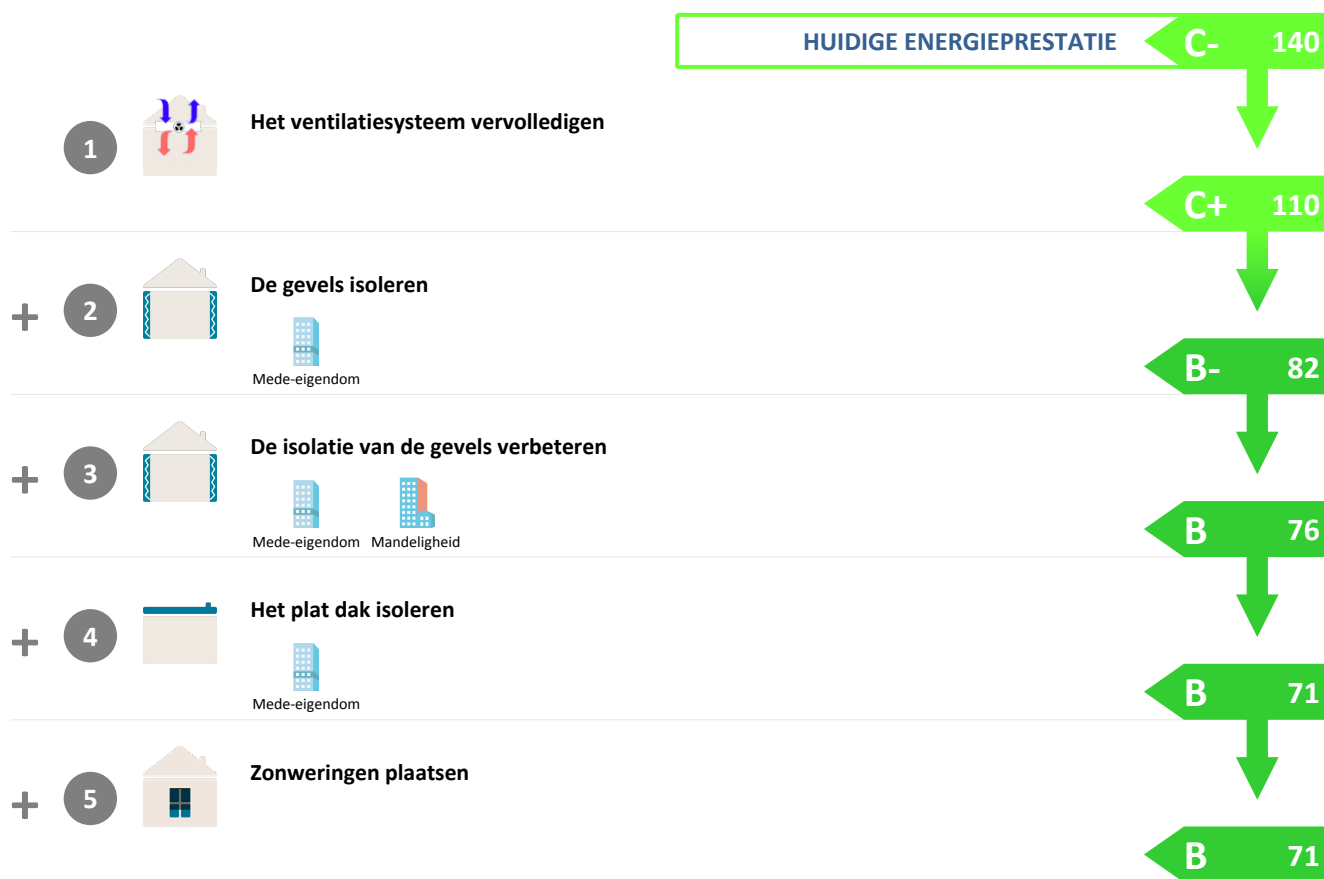 HUIDIGE ENERGIEPRESTATIE C- 140
1 Het ventilatiesysteem vervolledigen
C+ 110
+ 2 De gevels isoleren
Mede-eigendom
B- 82
+ 3 De isolatie van de gevels verbeteren
Mede-eigendom Mandeligheid
B 76
+ 4 Het plat dak isoleren
Mede-eigendom
B 71
+ 5 Zonweringen plaatsen
B 71